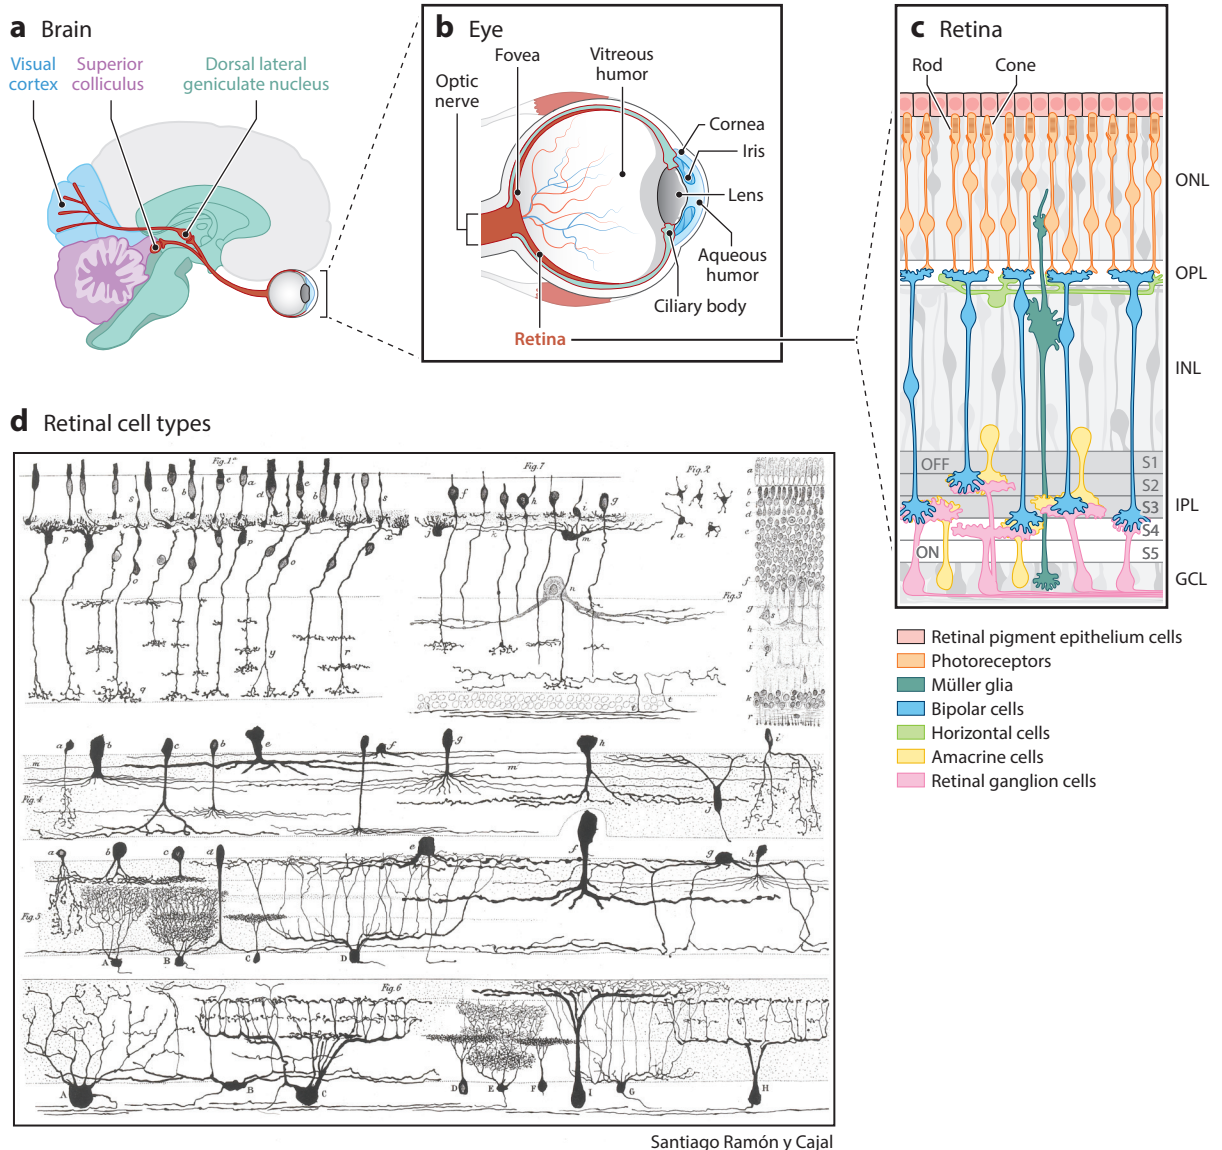 a Brain
Visual
cortex
Superior
colliculus
Dorsal lateral
geniculate nucleus
b Eye
Fovea
Vitreous
humor
Optic
nerve
Cornea
Iris
Lens
Aqueous
humor
Ciliary body
Retina
c Retina
Rod
Cone
ONL
OPL
INL
OFF
S1
S2
IPL
S3
S4
ON
S5
GCL
Retinal pigment epithelium cells
Photoreceptors
Müller glia
Bipolar cells
Horizontal cells
Amacrine cells
Retinal ganglion cells
d Retinal cell types
Fig.1ª
Fig.7
Fig.2
Fig.3
Fig.4
Fig.5
A B C D
Fig.6
A B C D E F G H
Santiago Ramón y Cajal